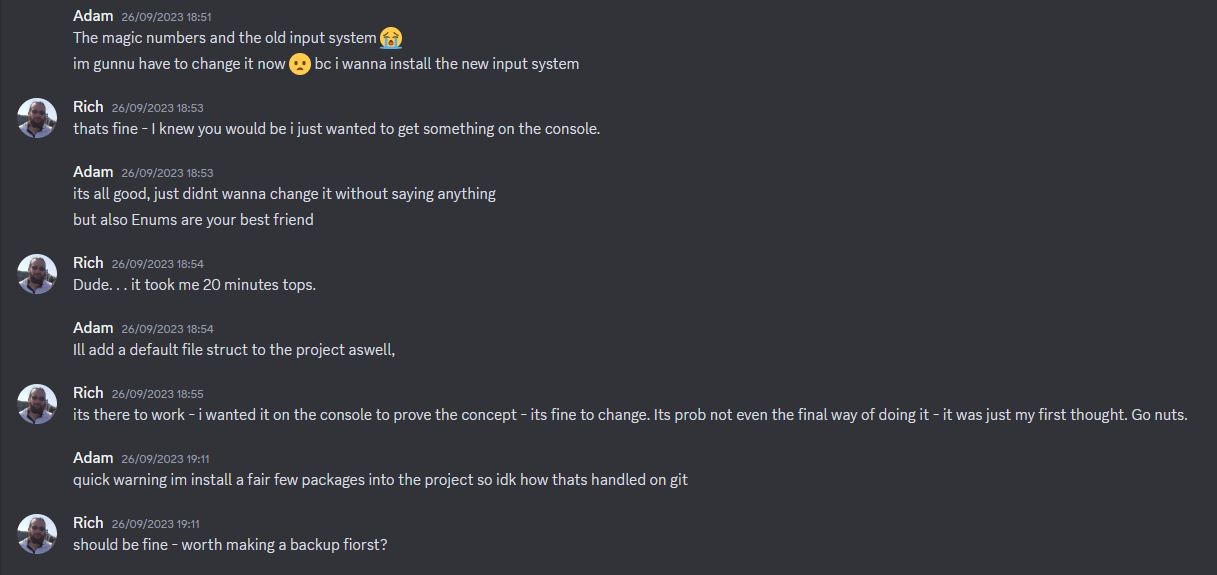 Adam 26/09/2023 18:51
The magic numbers and the old input system 😭
im gunnu have to change it now 😦 bc i wanna install the new input system
Rich 26/09/2023 18:53
thats fine - I knew you would be i just wanted to get something on the console.
Adam 26/09/2023 18:53
its all good, just didnt wanna change it without saying anything
but also Enums are your best friend
Rich 26/09/2023 18:54
Dude. . . it took me 20 minutes tops.
Adam 26/09/2023 18:54
Ill add a default file struct to the project aswell,
Rich 26/09/2023 18:55
its there to work - i wanted it on the console to prove the concept - its fine to change. Its prob not even the final way of doing it - it was just my first thought. Go nuts.
Adam 26/09/2023 19:11
quick warning im install a fair few packages into the project so idk how thats handled on git
Rich 26/09/2023 19:11
should be fine - worth making a backup fiorst?